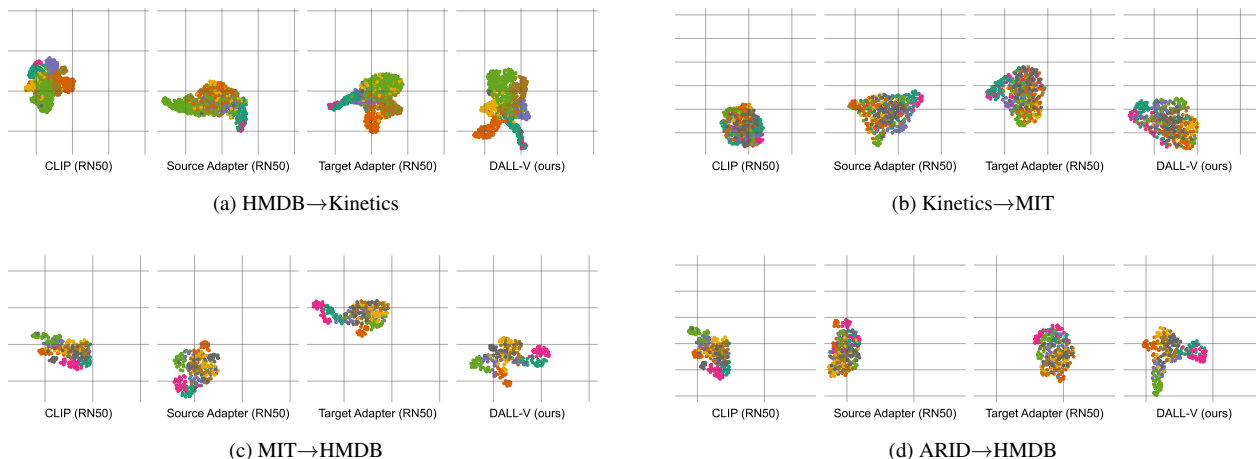 CLIP (RN50) Source Adapter (RN50) Target Adapter (RN50) DALL-V (ours)
(a) HMDB→Kinetics
CLIP (RN50) Source Adapter (RN50) Target Adapter (RN50) DALL-V (ours)
(b) Kinetics→MIT
CLIP (RN50) Source Adapter (RN50) Target Adapter (RN50) DALL-V (ours)
(c) MIT→HMDB
CLIP (RN50) Source Adapter (RN50) Target Adapter (RN50) DALL-V (ours)
(d) ARID→HMDB